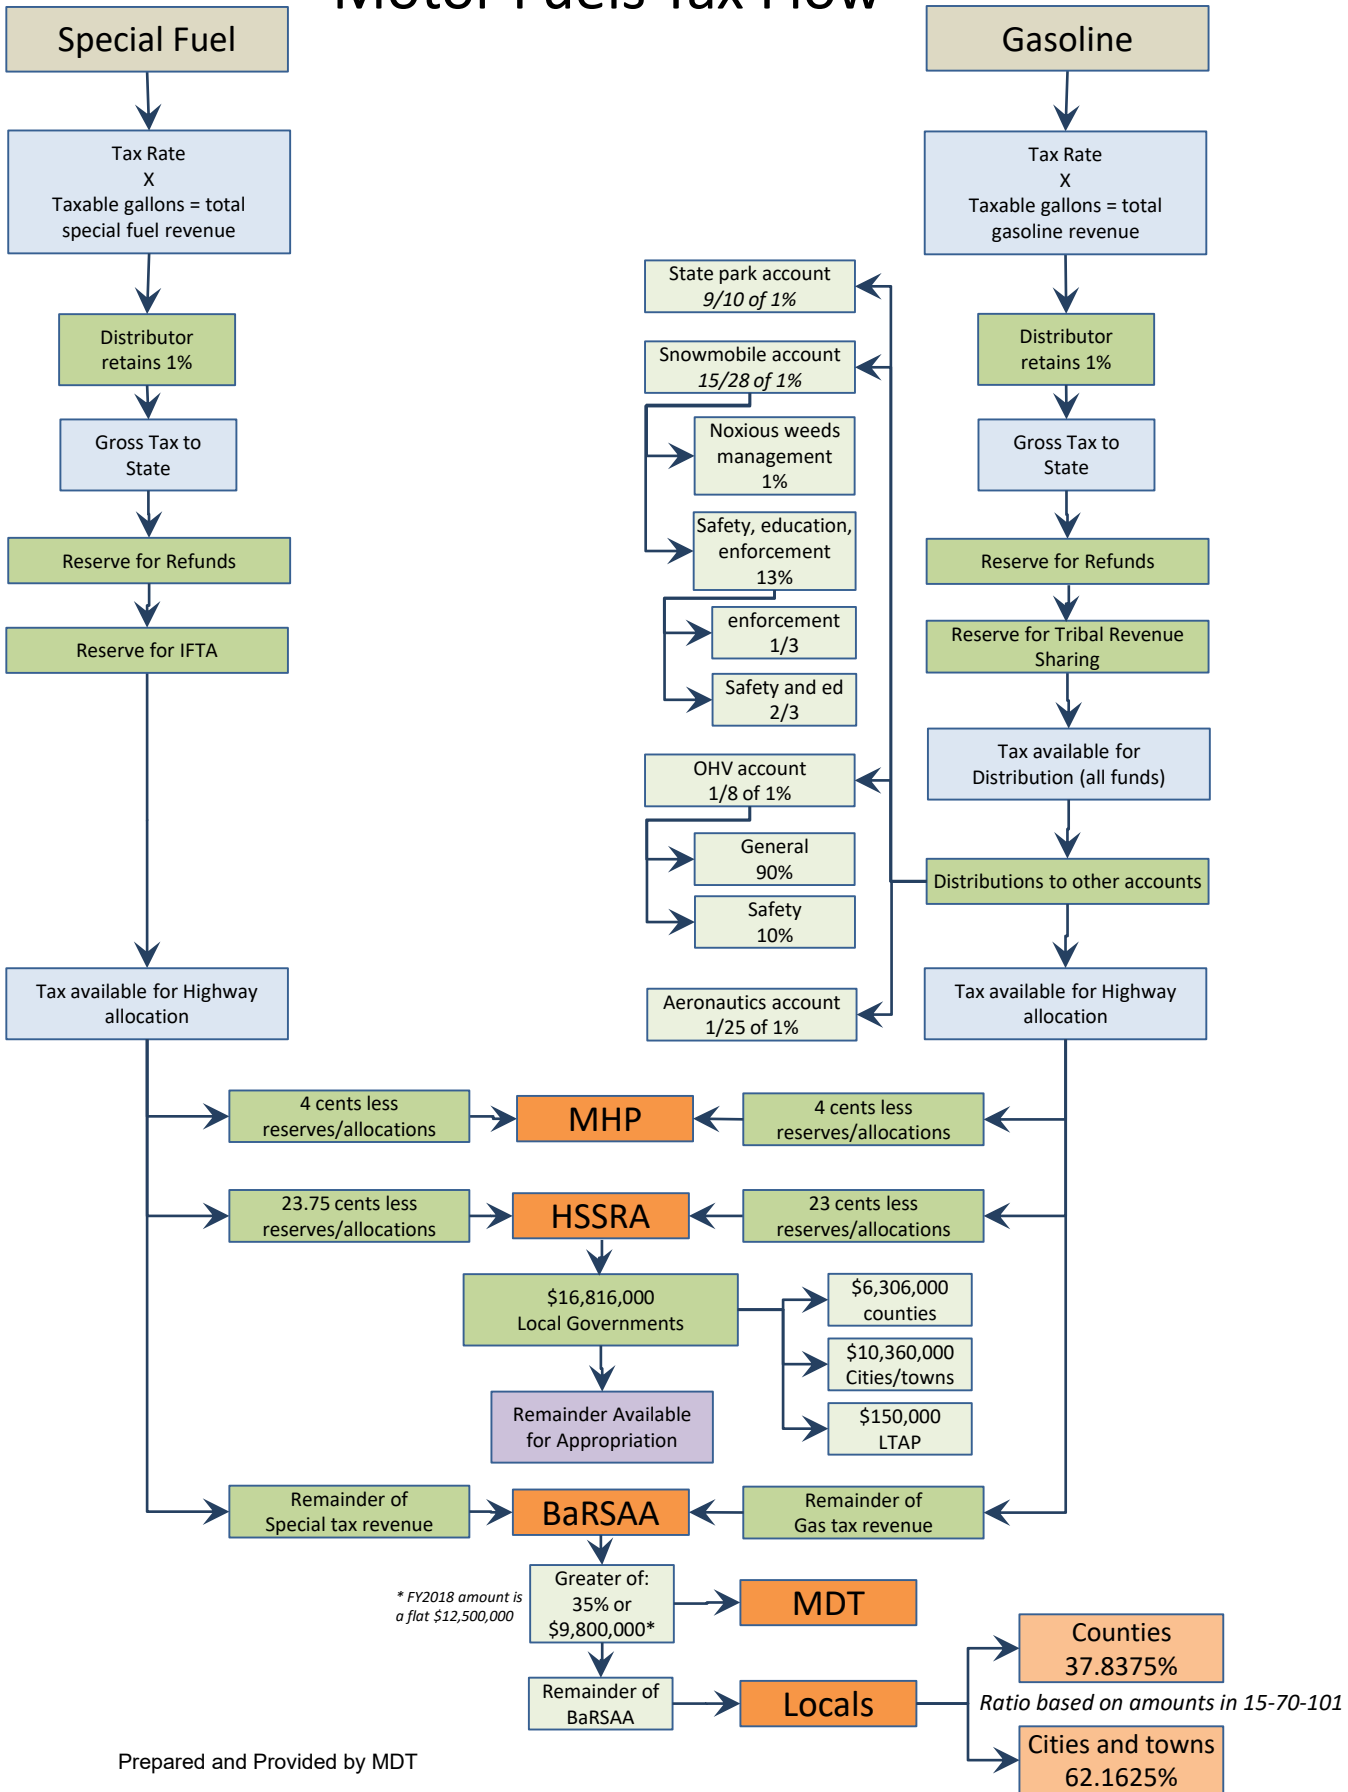 Motor Fuels Tax Flow
Special Fuel
Gasoline
Tax Rate
X
Taxable gallons = total
special fuel revenue
Tax Rate
X
Taxable gallons = total
gasoline revenue
State park account
9/10 of 1%
Distributor
retains 1%
Snowmobile account
15/28 of 1%
Distributor
retains 1%
Gross Tax to
State
Noxious weeds
management
1%
Gross Tax to
State
Safety, education,
enforcement
13%
Reserve for Refunds
Reserve for Refunds
enforcement
1/3
Reserve for IFTA
Reserve for Tribal Revenue
Sharing
Safety and ed
2/3
OHV account
1/8 of 1%
Tax available for
Distribution (all funds)
General
90%
Distributions to other accounts
Safety
10%
Tax available for Highway
allocation
Aeronautics account
1/25 of 1%
Tax available for Highway
allocation
4 cents less
reserves/allocations
MHP
4 cents less
reserves/allocations
23.75 cents less
reserves/allocations
HSSRA
23 cents less
reserves/allocations
$16,816,000
Local Governments
$6,306,000
counties
$10,360,000
Cities/towns
Remainder Available
for Appropriation
$150,000
LTAP
Remainder of
Special tax revenue
BaRSAA
Remainder of
Gas tax revenue
* FY2018 amount is
a flat $12,500,000
Greater of:
35% or
$9,800,000*
MDT
Remainder of
BaRSAA
Locals
Counties
37.8375%
Ratio based on amounts in 15-70-101
Cities and towns
62.1625%
Prepared and Provided by MDT